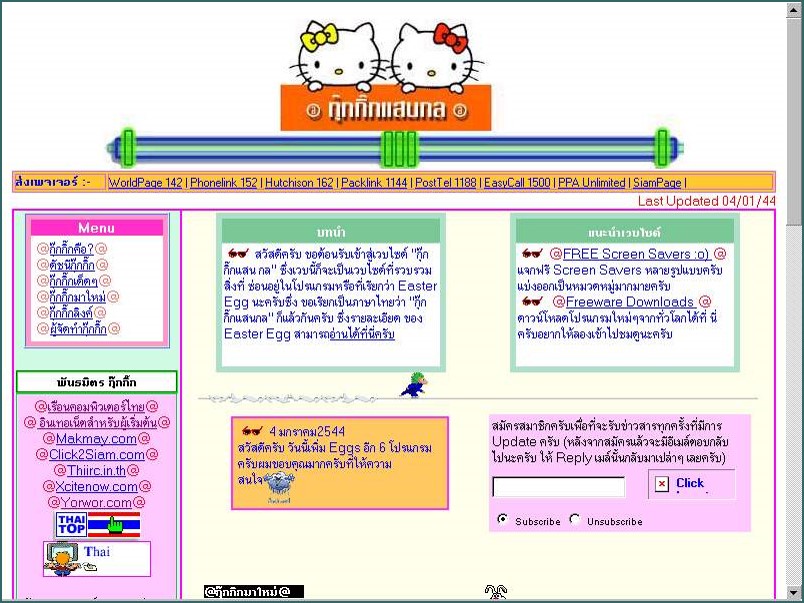 @ กุ๊กกิ๊กแสนกล @
ส่งเพจเจอร์ :- WorldPage 142 | Phonelink 152 | Hutchison 162 | Packlink 1144 | PostTel 1188 | EasyCall 1500 | PPA Unlimited | SiamPage |
Last Updated 04/01/44
Menu
@กุ๊กกิ๊กคือ?@
@ดัชนีกุ๊กกิ๊ก@
@กุ๊กกิ๊กเด็ดๆ@
@กุ๊กกิ๊กมาใหม่@
@กุ๊กกิ๊กลิงค์@
@ผู้จัดทำกุ๊กกิ๊ก@
พันธมิตร กุ๊กกิ๊ก
@เรือนคอมพิวเตอร์ไทย@
@อินเทอเน็ตสำหรับผู้เริ่มต้น@
@Makmay.com@
@Click2Siam.com@
@Thiirc.in.th@
@Xcitenow.com@
@Yorwor.com@
THAI
TOP
Thai
บทนำ
สวัสดีครับ ขอต้อนรับเข้าสู่เวบไซต์ "กุ๊ก
กิ๊กแสน กล" ซึ่งเวบนี้ก็จะเป็นเวบไซต์ที่รวบรวม
สิ่งที่ ซ่อนอยู่ในโปรแกรมหรือที่เรียกว่า Easter
Egg นะครับซึ่ง ขอเรียกเป็นภาษาไทยว่า "กุ๊ก
กิ๊กแสนกล" ก็แล้วกันครับ ซึ่งรายละเอียด ของ
Easter Egg สามารถอ่านได้ที่นี่ครับ
แนะนำเวบไซต์
@FREE Screen Savers :o) @
แจกฟรี Screen Savers หลายรูปแบบครับ
แบ่งออกเป็นหมวดหมู่มากมายครับ
@Freeware Downloads @
ดาวน์โหลดโปรแกรมใหม่ๆจากทั่วโลกได้ที่ นี่
ครับอยากให้ลองเข้าไปชมดูนะครับ
4 มกราคม2544
สวัสดีครับ วันนี้เพิ่ม Eggs อีก 6 โปรแกรม
ครับผมขอบคุณมากครับที่ให้ความ
สนใจ
สมัครสมาชิกครับเพื่อที่จะรับข่าวสารทุกครั้งที่มีการ
Update ครับ (หลังจากสมัครแล้วจะมีอีเมล์ตอบกลับ
ไปนะครับ ให้ Reply เมล์นั้นกลับมาเปล่าๆ เลยครับ)
Click
Subscribe Unsubscribe
@กุ๊กกิ๊กมาใหม่@